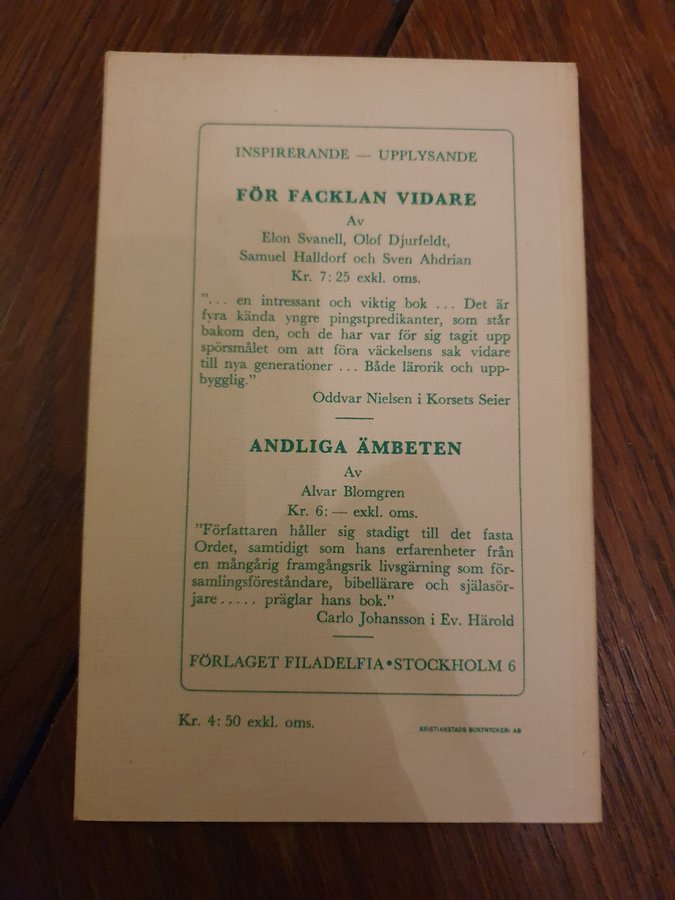 INSPIRERANDE — UPPLYSANDE
FÖR FACKLAN VIDARE
Av
Elon Svanell, Olof Djurfeldt,
Samuel Halldorf och Sven Ahdrian
Kr. 7: 25 exkl. oms.
”... en intressant och viktig bok ... Det är
fyra kända yngre pingstpredikanter, som står
bakom den, och de har var för sig tagit upp
spörsmålet om att föra väckelsens sak vidare
till nya generationer ... Både lärorik och upp-
bygglig.”
Oddvar Nielsen i Korsets Seier
ANDLIGA ÄMBETEN
Av
Alvar Blomgren
Kr. 6: — exkl. oms.
”Författaren håller sig stadigt till det fasta
Ordet, samtidigt som hans erfarenheter från
en mångårig framgångsrik livsgärning som för-
samlingsföreståndare, bibellärare och själasör-
jare ..... präglar hans bok.”
Carlo Johansson i Ev. Härold
FÖRLAGET FILADELFIA•STOCKHOLM 6
Kr. 4: 50 exkl. oms.
KRISTIANSTADS BOKTRYCKERI AB